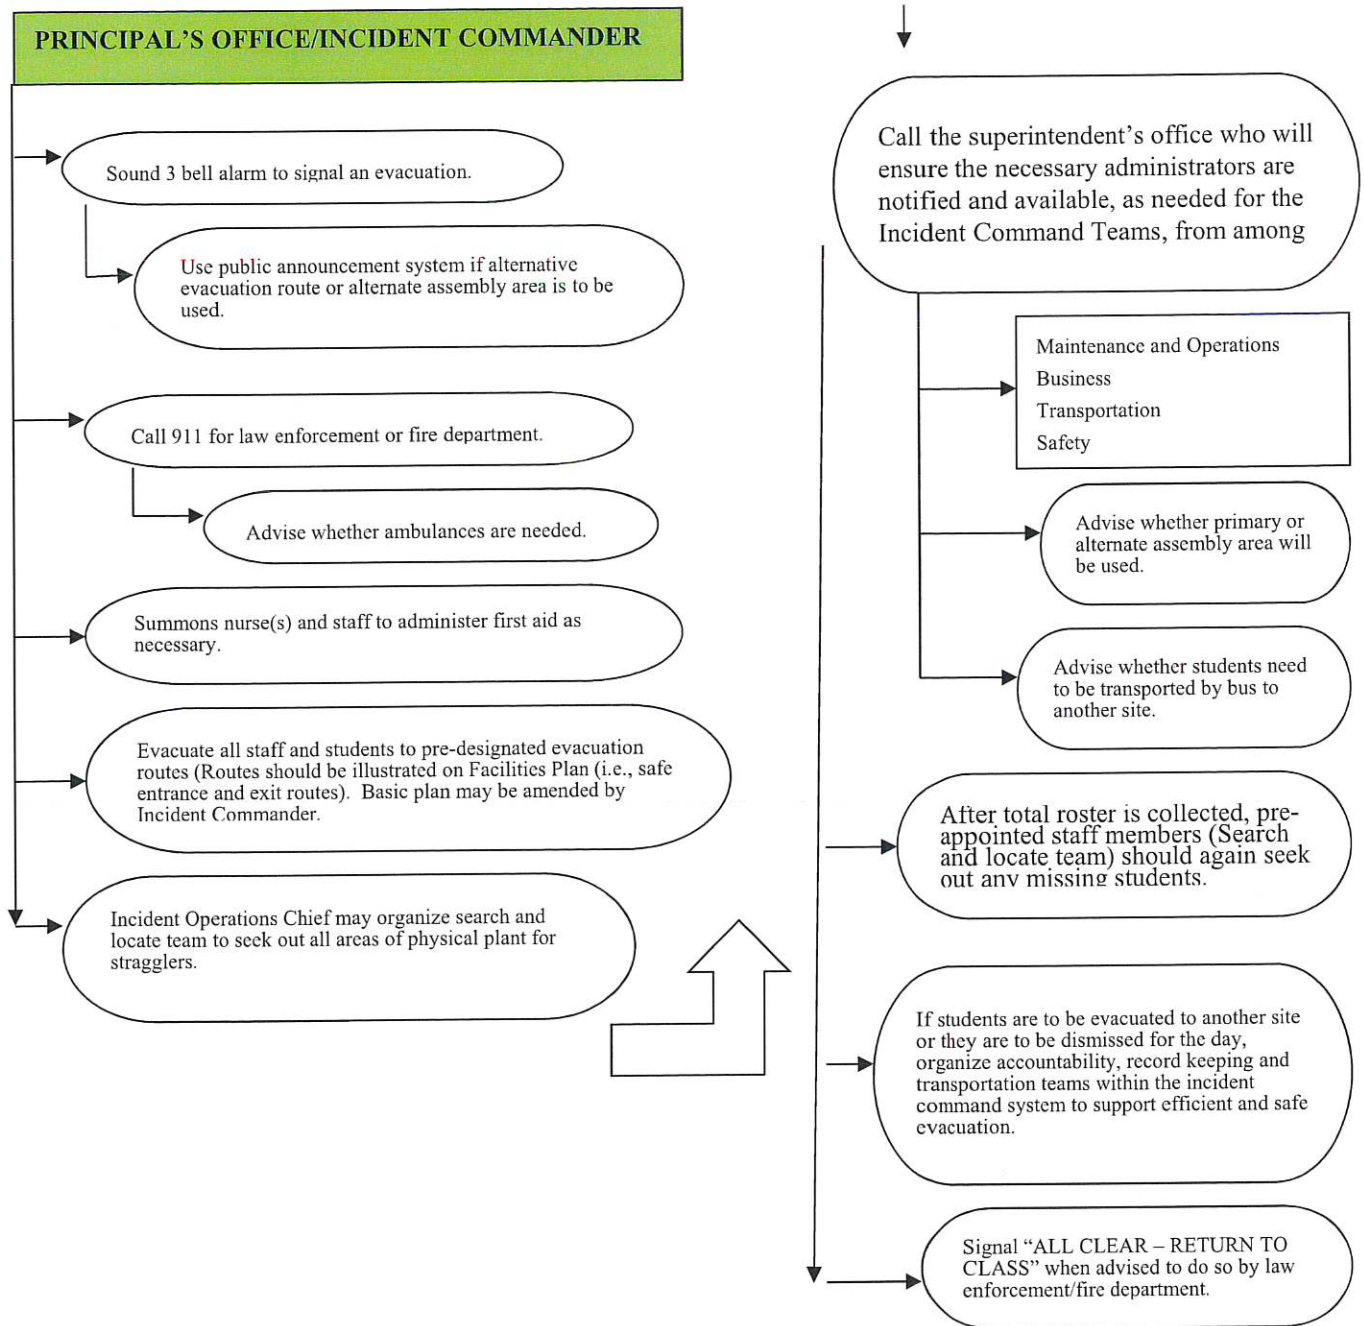 PRINCIPAL'S OFFICE/INCIDENT COMMANDER
Sound 3 bell alarm to signal an evacuation.
Use public announcement system if alternative
evacuation route or alternate assembly area is to be
used.
Call 911 for law enforcement or fire department.
Advise whether ambulances are needed.
Summons nurse(s) and staff to administer first aid as
necessary.
Evacuate all staff and students to pre-designated evacuation
routes (Routes should be illustrated on Facilities Plan (i.e., safe
entrance and exit routes).  Basic plan may be amended by
Incident Commander.
Incident Operations Chief may organize search and
locate team to seek out all areas of physical plant for
stragglers.
Call the superintendent's office who will
ensure the necessary administrators are
notified and available, as needed for the
Incident Command Teams, from among
Maintenance and Operations
Business
Transportation
Safety
Advise whether primary or
alternate assembly area will
be used.
Advise whether students need
to be transported by bus to
another site.
After total roster is collected, pre-
appointed staff members (Search
and locate team) should again seek
out any missing students.
If students are to be evacuated to another site
or they are to be dismissed for the day,
organize accountability, record keeping and
transportation teams within the incident
command system to support efficient and safe
evacuation.
Signal “ALL CLEAR – RETURN TO
CLASS” when advised to do so by law
enforcement/fire department.